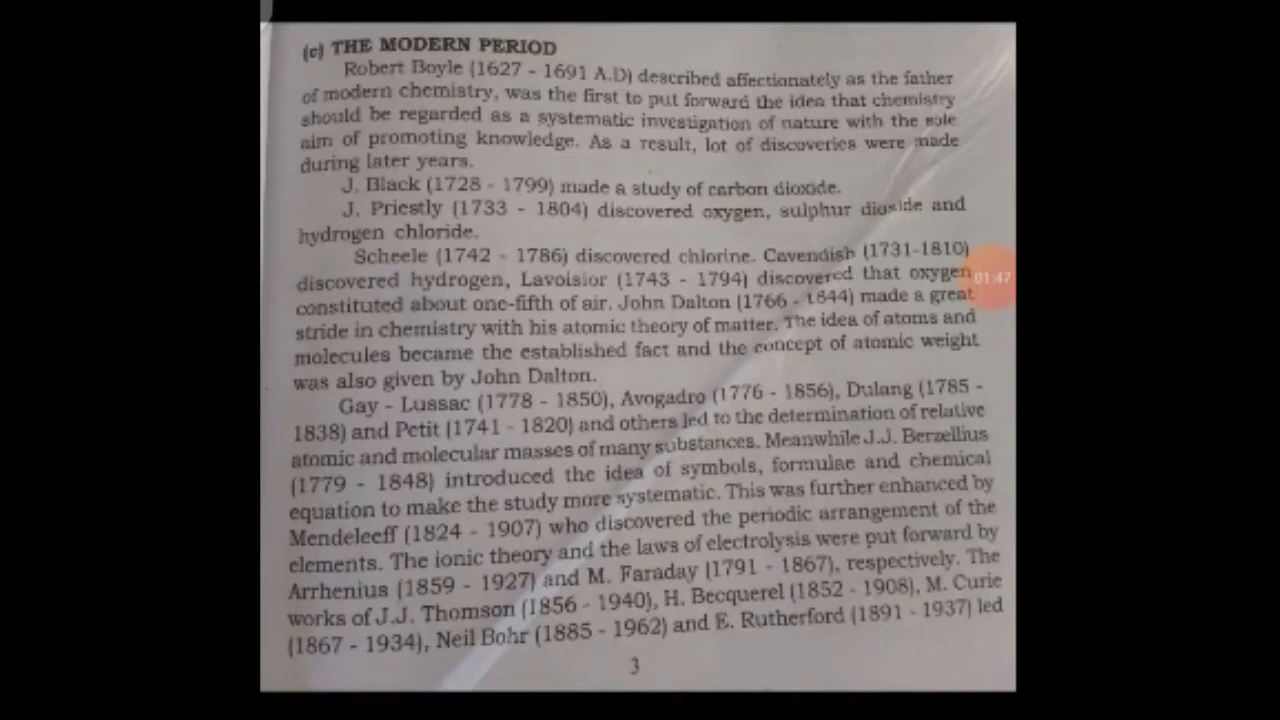 (c) THE MODERN PERIOD
Robert Boyle (1627 - 1691 A.D) described affectionately as the father
of modern chemistry, was the first to put forward the idea that chemistry
should be regarded as a systematic investigation of nature with the sole
aim of promoting knowledge. As a result, lot of discoveries were made
during later years.
J. Black (1728 - 1799) made a study of carbon dioxide.
J. Priestly (1733 - 1804) discovered oxygen, sulphur dioxide and
hydrogen chloride.
Scheele (1742 - 1786) discovered chlorine. Cavendish (1731-1810)
discovered hydrogen, Lavoisior (1743 - 1794) discovered that oxygen
constituted about one-fifth of air. John Dalton (1766 - 1844) made a great
stride in chemistry with his atomic theory of matter. The idea of atoms and
molecules became the established fact and the concept of atomic weight
was also given by John Dalton.
Gay - Lussac (1778 - 1850), Avogadro (1776 - 1856), Dulang (1785 -
1838) and Petit (1741 - 1820) and others led to the determination of relative
atomic and molecular masses of many substances. Meanwhile J.J. Berzellius
(1779 - 1848) introduced the idea of symbols, formulae and chemical
equation to make the study more systematic. This was further enhanced by
Mendeleeff (1824 - 1907) who discovered the periodic arrangement of the
elements. The ionic theory and the laws of electrolysis were put forward by
Arrhenius (1859 - 1927) and M. Faraday (1791 - 1867), respectively. The
works of J.J. Thomson (1856 - 1940), H. Becquerel (1852 - 1908), M. Curie
(1867 - 1934), Neil Bohr (1885 - 1962) and E. Rutherford (1891 - 1937) led
3
01:47